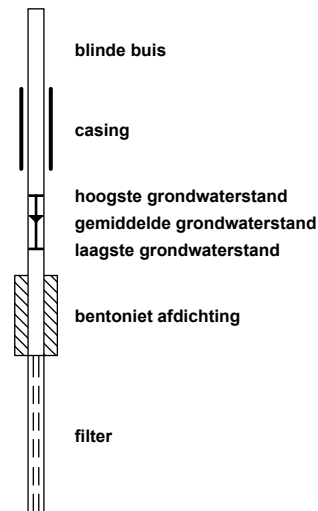 blinde buis
casing
hoogste grondwaterstand
gemiddelde grondwaterstand
laagste grondwaterstand
bentoniet afdichting
filter